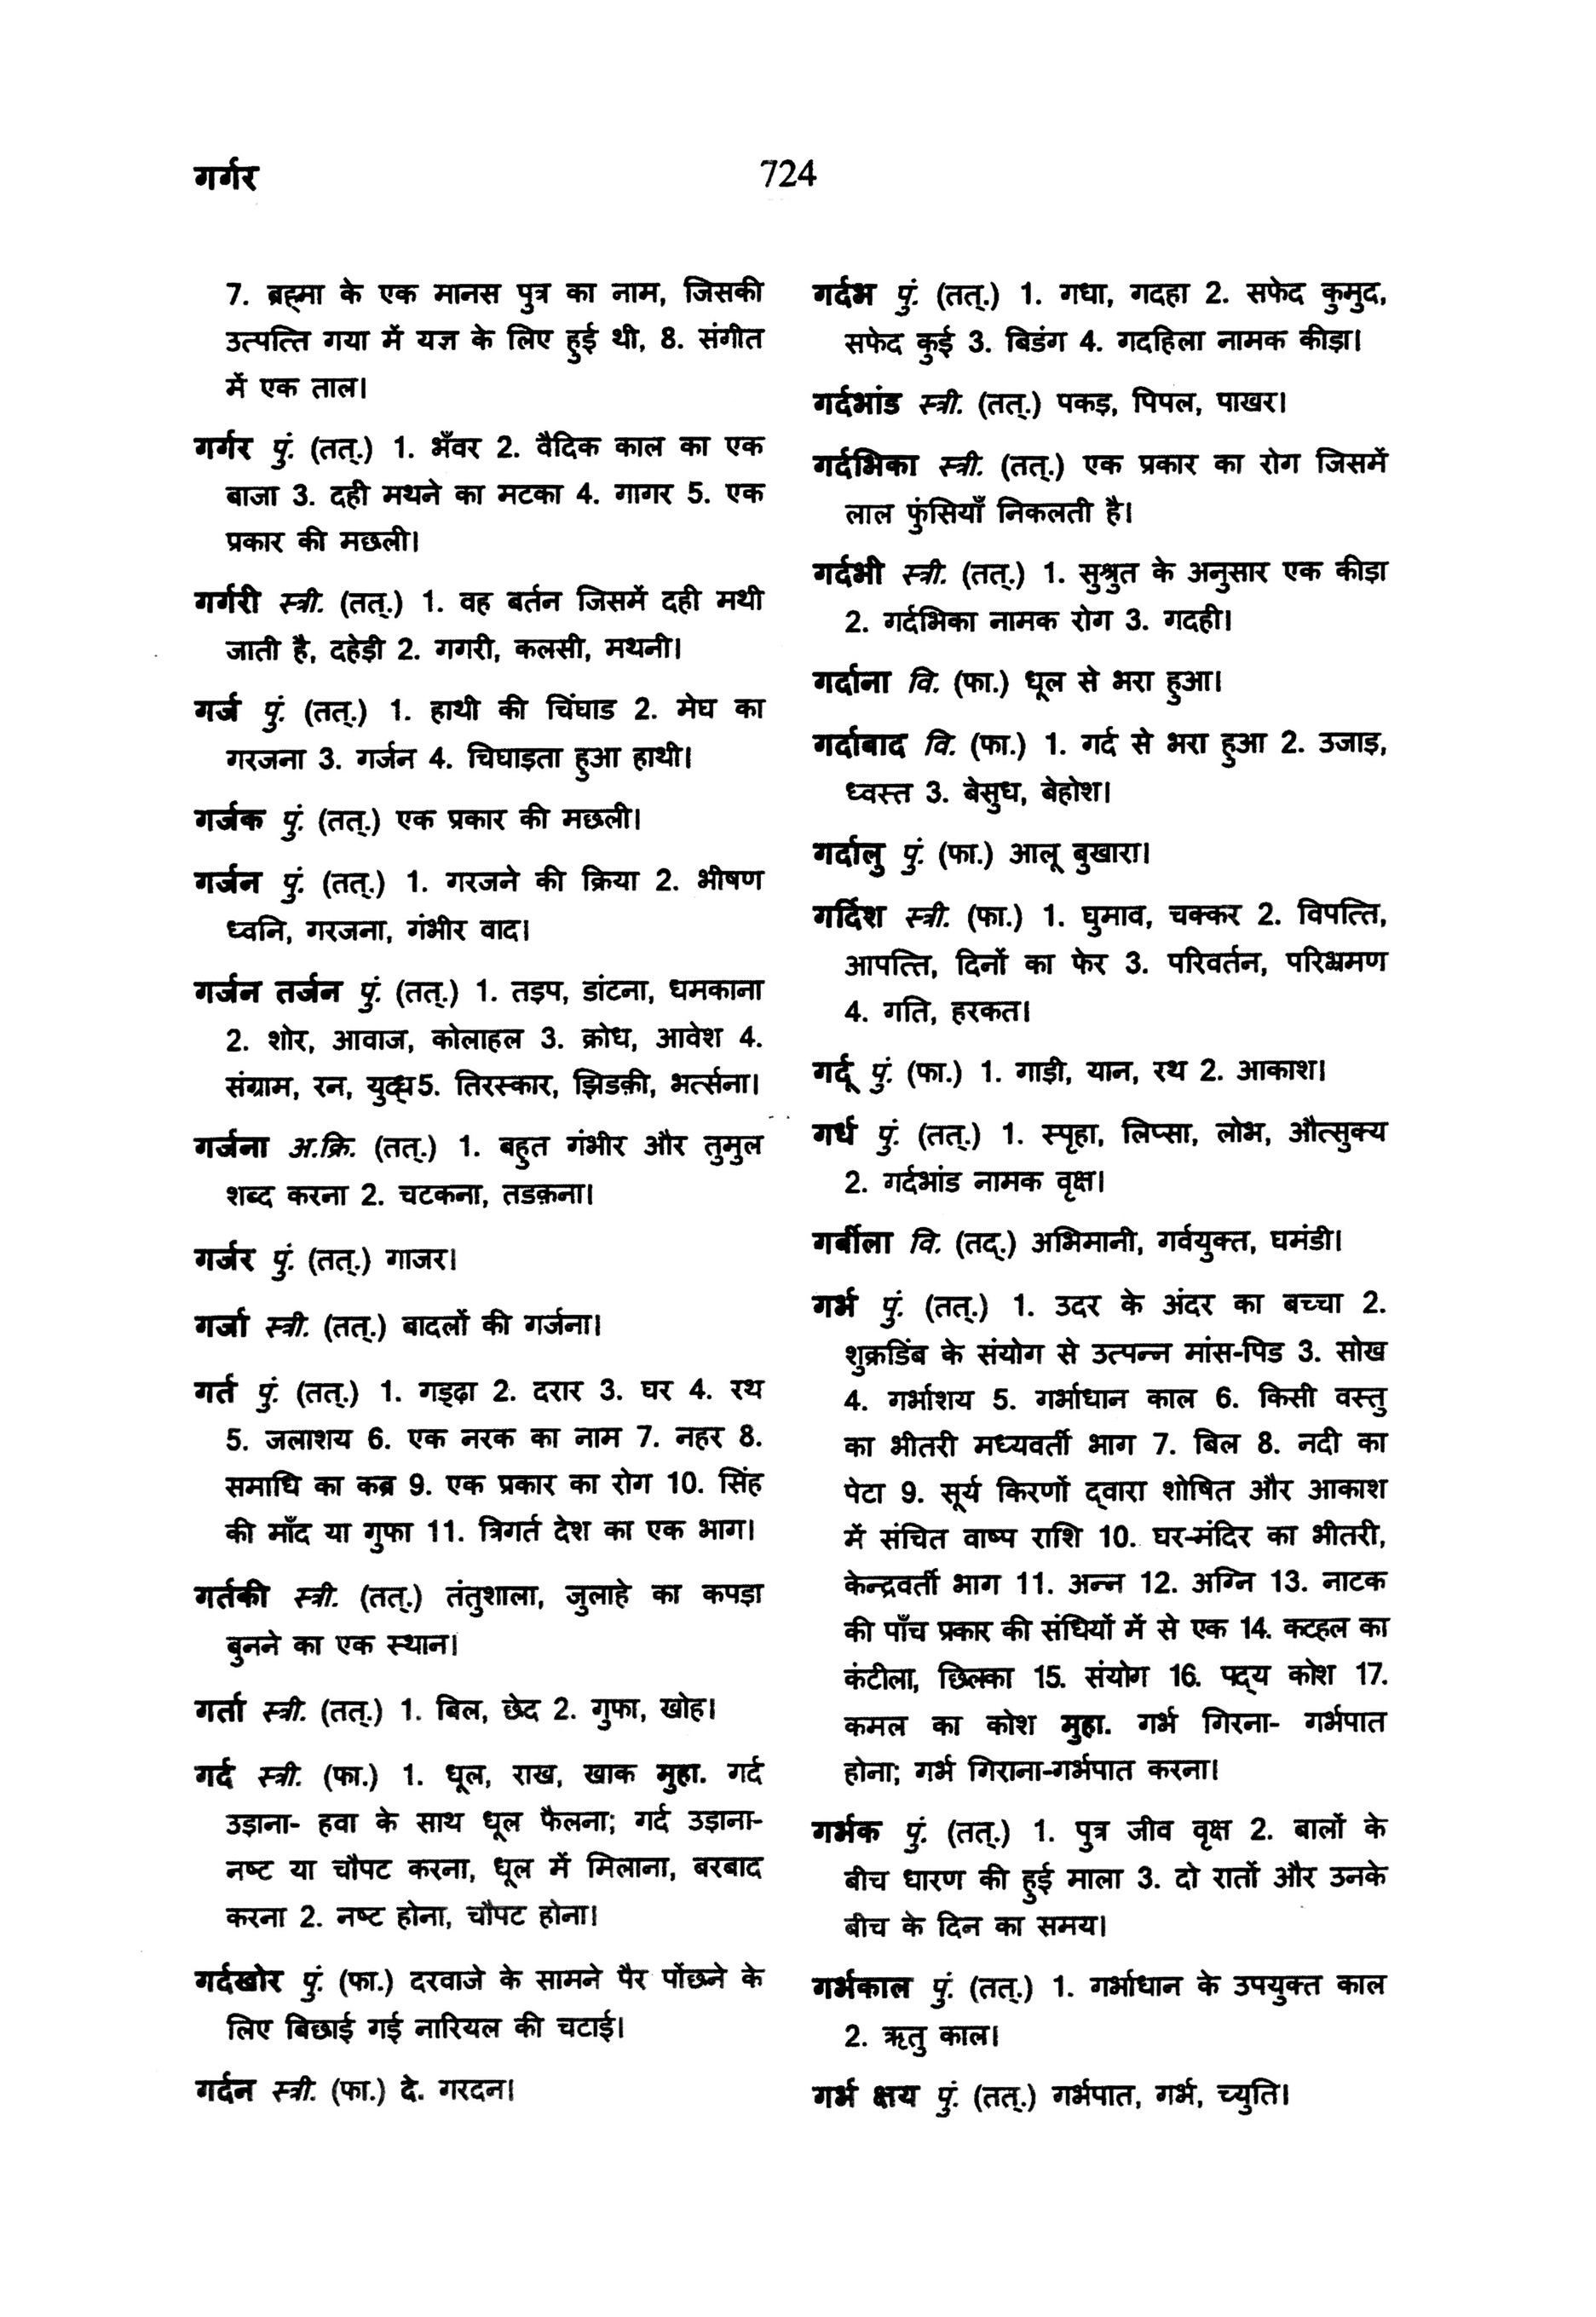 गर्गर
724
7. ब्रह्मा के एक मानस पुत्र का नाम, जिसकी
उत्पत्ति गया में यज्ञ के लिए हुई थी, 8. संगीत
में एक ताल।
गर्गर पुं. (तत्.) 1. भँवर 2. वैदिक काल का एक
बाजा 3. दही मथने का मटका 4. गागर 5. एक
प्रकार की मछली।
गर्गरी स्त्री. (तत्.) 1. वह बर्तन जिसमें दही मथी
जाती है, दहेड़ी 2. गगरी, कलसी, मथनी।
गर्ज पुं. (तत्.) 1. हाथी की चिंघाड 2. मेघ का
गरजना 3. गर्जन 4. चिघाड़ता हुआ हाथी।
गर्जक पुं. (तत्.) एक प्रकार की मछली।
गर्जन पुं. (तत्.) 1. गरजने की क्रिया 2. भीषण
ध्वनि, गरजना, गंभीर वाद।
गर्जन तर्जन पुं. (तत्.) 1. तड़प, डांटना, धमकाना
2. शोर, आवाज, कोलाहल 3. क्रोध, आवेश 4.
संग्राम, रन, युद्ध5. तिरस्कार, झिडक़ी, भर्त्सना।
गर्जना अ.क्रि. (तत्.) 1. बहुत गंभीर और तुमुल
शब्द करना 2. चटकना, तडक़ना।
गर्जर पुं. (तत्.) गाजर।
गर्जा स्त्री. (तत्.) बादलों की गर्जना।
गर्त पुं. (तत्.) 1. गड्ढ़ा 2. दरार 3. घर 4. रथ
5. जलाशय 6. एक नरक का नाम 7. नहर 8.
समाधि का कब्र 9. एक प्रकार का रोग 10. सिंह
की माँद या गुफा 11. त्रिगर्त देश का एक भाग।
गर्तकी स्त्री. (तत्.) तंतुशाला, जुलाहे का कपड़ा
बुनने का एक स्थान।
गर्ता स्त्री. (तत्.) 1. बिल, छेद 2. गुफा, खोह।
गर्द स्त्री. (फा.) 1. धूल, राख, खाक मुहा. गर्द
उड़ाना- हवा के साथ धूल फैलना; गर्द उड़ाना-
नष्ट या चौपट करना, धूल में मिलाना, बरबाद
करना 2. नष्ट होना, चौपट होना।
गर्दखोर पुं. (फा.) दरवाजे के सामने पैर पोंछने के
लिए बिछाई गई नारियल की चटाई।
गर्दन स्त्री. (फा.) दे. गरदन।
गर्दभ पुं. (तत्.) 1. गधा, गदहा 2. सफेद कुमुद,
सफेद कुई 3. बिडंग 4. गदहिला नामक कीड़ा।
गर्दभांड स्त्री. (तत्.) पकड़, पिपल, पाखर।
गर्दभिका स्त्री. (तत्.) एक प्रकार का रोग जिसमें
लाल फुंसियाँ निकलती है।
गर्दभी स्त्री. (तत्.) 1. सुश्रुत के अनुसार एक कीड़ा
2. गर्दभिका नामक रोग 3. गदही।
गर्दाना वि. (फा.) धूल से भरा हुआ।
गर्दाबाद वि. (फा.) 1. गर्द से भरा हुआ 2. उजाड़,
ध्वस्त 3. बेसुध, बेहोश।
गर्दालु पुं. (फा.) आलू बुखारा।
गर्दिश स्त्री. (फा.) 1. घुमाव, चक्कर 2. विपत्ति,
आपत्ति, दिनों का फेर 3. परिवर्तन, परिभ्रमण
4. गति, हरकत।
गर्दू पुं. (फा.) 1. गाड़ी, यान, रथ 2. आकाश।
गर्ध पुं. (तत्.) 1. स्पृहा, लिप्सा, लोभ, औत्सुक्य
2. गर्दभांड नामक वृक्ष।
गर्बीला वि. (तद्.) अभिमानी, गर्वयुक्त, घमंडी।
गर्भ पुं. (तत्.) 1. उदर के अंदर का बच्चा 2.
शुक्रडिंब के संयोग से उत्पन्न मांस-पिड 3. सोख
4. गर्भाशय 5. गर्भाधान काल 6. किसी वस्तु
का भीतरी मध्यवर्ती भाग 7. बिल 8. नदी का
पेटा 9. सूर्य किरणों द्वारा शोषित और आकाश
में संचित वाष्प राशि 10. घर-मंदिर का भीतरी,
केन्द्रवर्ती भाग 11. अन्न 12. अग्नि 13. नाटक
की पाँच प्रकार की संधियों में से एक 14. कटहल का
कंटीला, छिलका 15. संयोग 16. पद्य कोश 17.
कमल का कोश मुहा. गर्भ गिरना- गर्भपात
होना; गर्भ गिराना-गर्भपात करना।
गर्भक पुं. (तत्.) 1. पुत्र जीव वृक्ष 2. बालों के
बीच धारण की हुई माला 3. दो रातों और उनके
बीच के दिन का समय।
गर्भकाल पुं. (तत्.) 1. गर्भाधान के उपयुक्त काल
2. ऋतु काल।
गर्भ क्षय पुं. (तत्.) गर्भपात, गर्भ, च्युति।